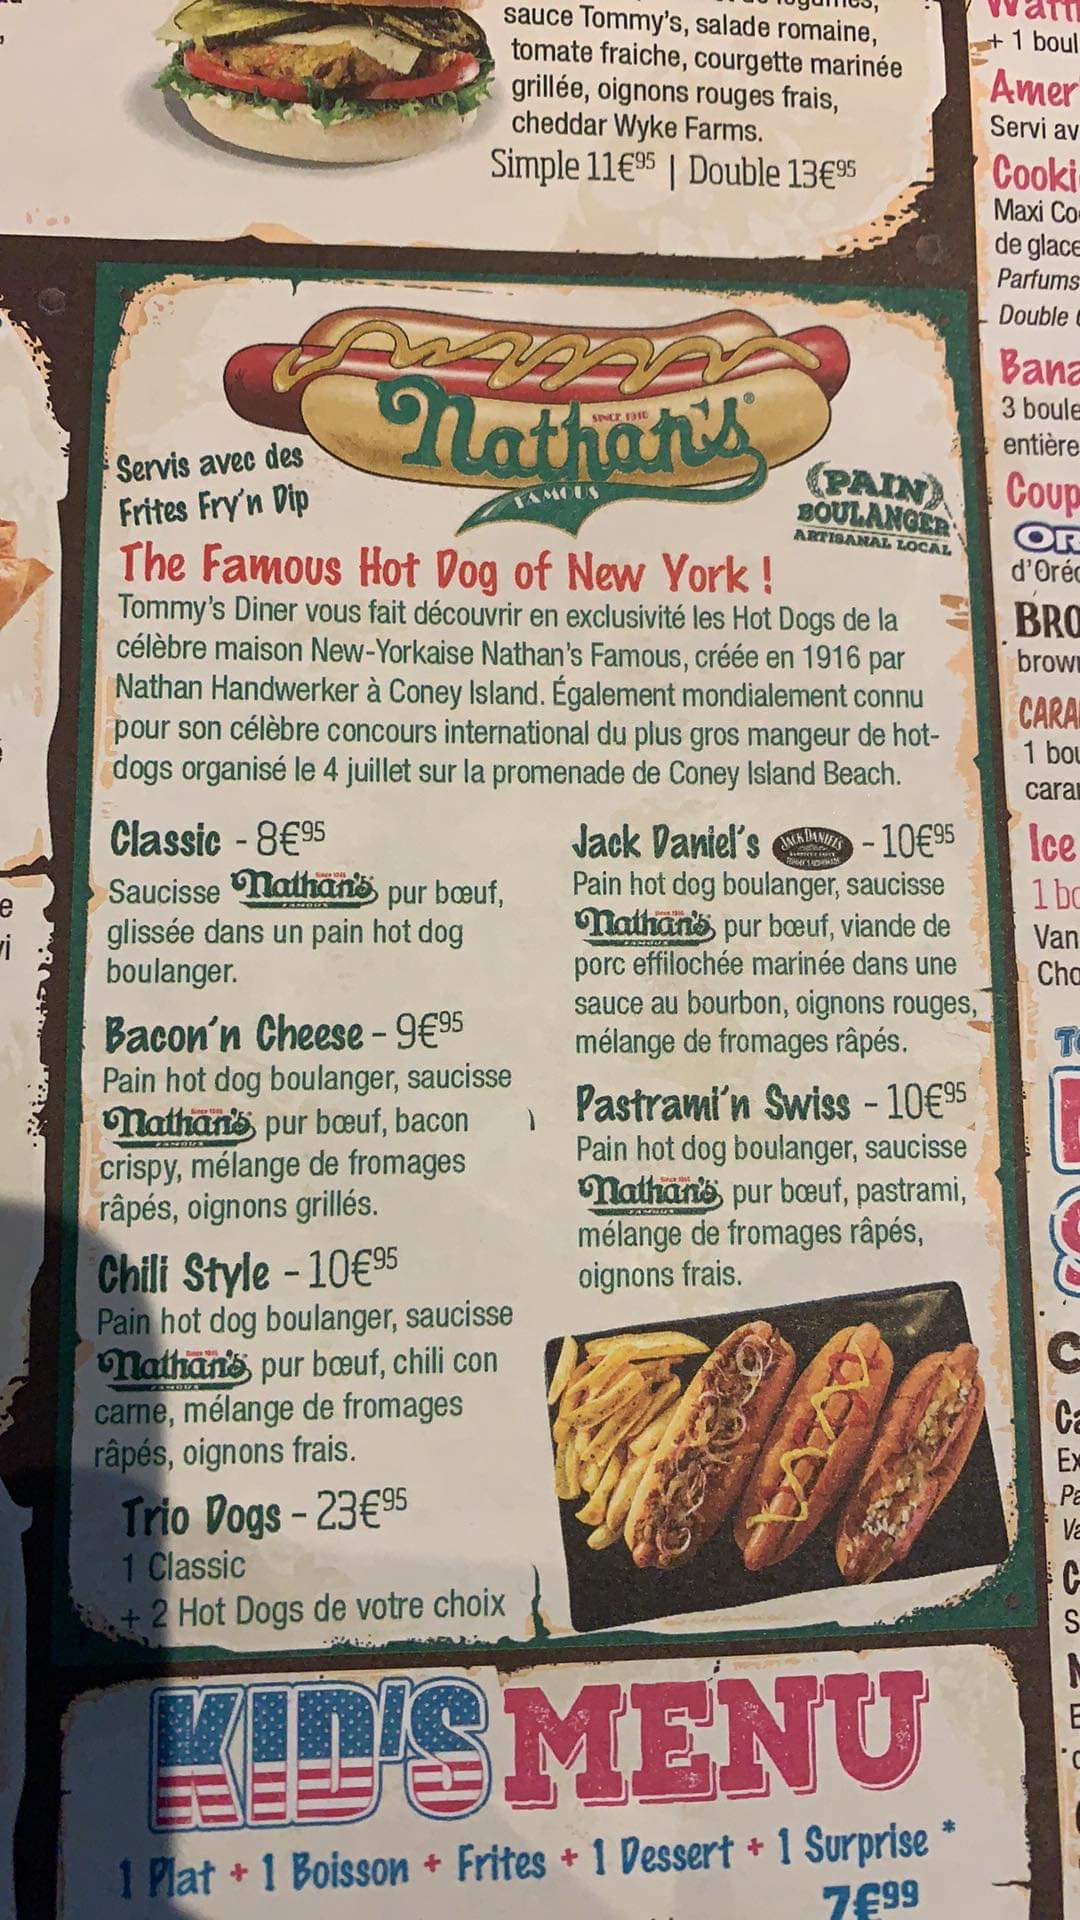 sauce Tommy's, salade romaine,
tomate fraiche, courgette marinée
grillée, oignons rouges frais,
cheddar Wyke Farms.
Simple 11€95 | Double 13€95
Nathan's
SINCE 1916
FAMOUS
Servis avec des
Frites Fry'n Dip
PAIN
BOULANGER
ARTISANAL LOCAL
The Famous Hot Dog of New York !
Tommy's Diner vous fait découvrir en exclusivité les Hot Dogs de la
célèbre maison New-Yorkaise Nathan's Famous, créée en 1916 par
Nathan Handwerker à Coney Island. Également mondialement connu
pour son célèbre concours international du plus gros mangeur de hot-
dogs organisé le 4 juillet sur la promenade de Coney Island Beach.
Classic - 8€95
Saucisse Nathan's pur bœuf,
glissée dans un pain hot dog
boulanger.
Bacon'n Cheese - 9€95
Pain hot dog boulanger, saucisse
Nathan's pur bœuf, bacon
crispy, mélange de fromages
râpés, oignons grillés.
Chili Style - 10€95
Pain hot dog boulanger, saucisse
Nathan's pur bœuf, chili con
carne, mélange de fromages
râpés, oignons frais.
Trio Dogs - 23€95
1 Classic
+ 2 Hot Dogs de votre choix
Jack Daniel's JACK DANIEL'S - 10€95
Pain hot dog boulanger, saucisse
Nathan's pur bœuf, viande de
porc effilochée marinée dans une
sauce au bourbon, oignons rouges,
mélange de fromages râpés.
Pastrami'n Swiss - 10€95
Pain hot dog boulanger, saucisse
Nathan's pur bœuf, pastrami,
mélange de fromages râpés,
oignons frais.
KID'S MENU
1 Plat + 1 Boisson + Frites + 1 Dessert + 1 Surprise *
7€99
+ 1 boul
Amer
Servi av
Cooki
Maxi Co
de glace
Parfums
Double
Bana
3 boule
entière
Coup
OR
d'Oréo
BRO
brown
CARA
1 bou
caram
Ice
1 bo
Van
Cho